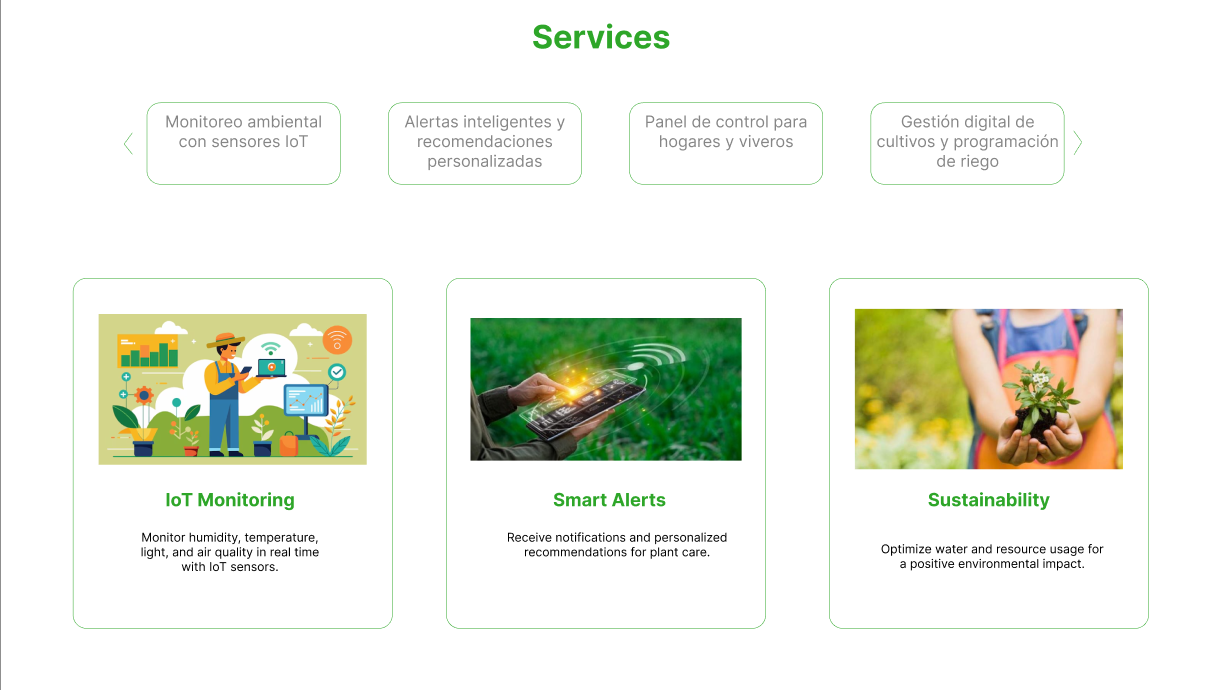 Services
Monitoreo ambiental
con sensores IoT
Alertas inteligentes y
recomendaciones
personalizadas
Panel de control para
hogares y viveros
Gestión digital de
cultivos y programación
de riego
IoT Monitoring
Monitor humidity, temperature,
light, and air quality in real time
with IoT sensors.
Smart Alerts
Receive notifications and personalized
recommendations for plant care.
Sustainability
Optimize water and resource usage for
a positive environmental impact.